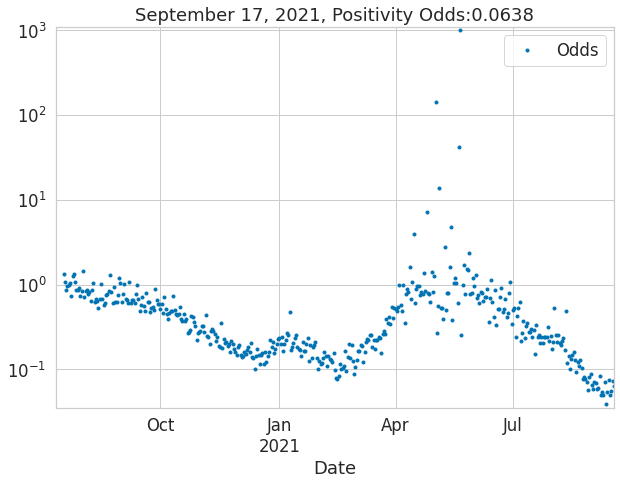 September 17, 2021, Positivity Odds:0.0638
Odds
10³
10²
10¹
10⁰
10⁻¹
Oct
Jan
2021
Apr
Jul
Date